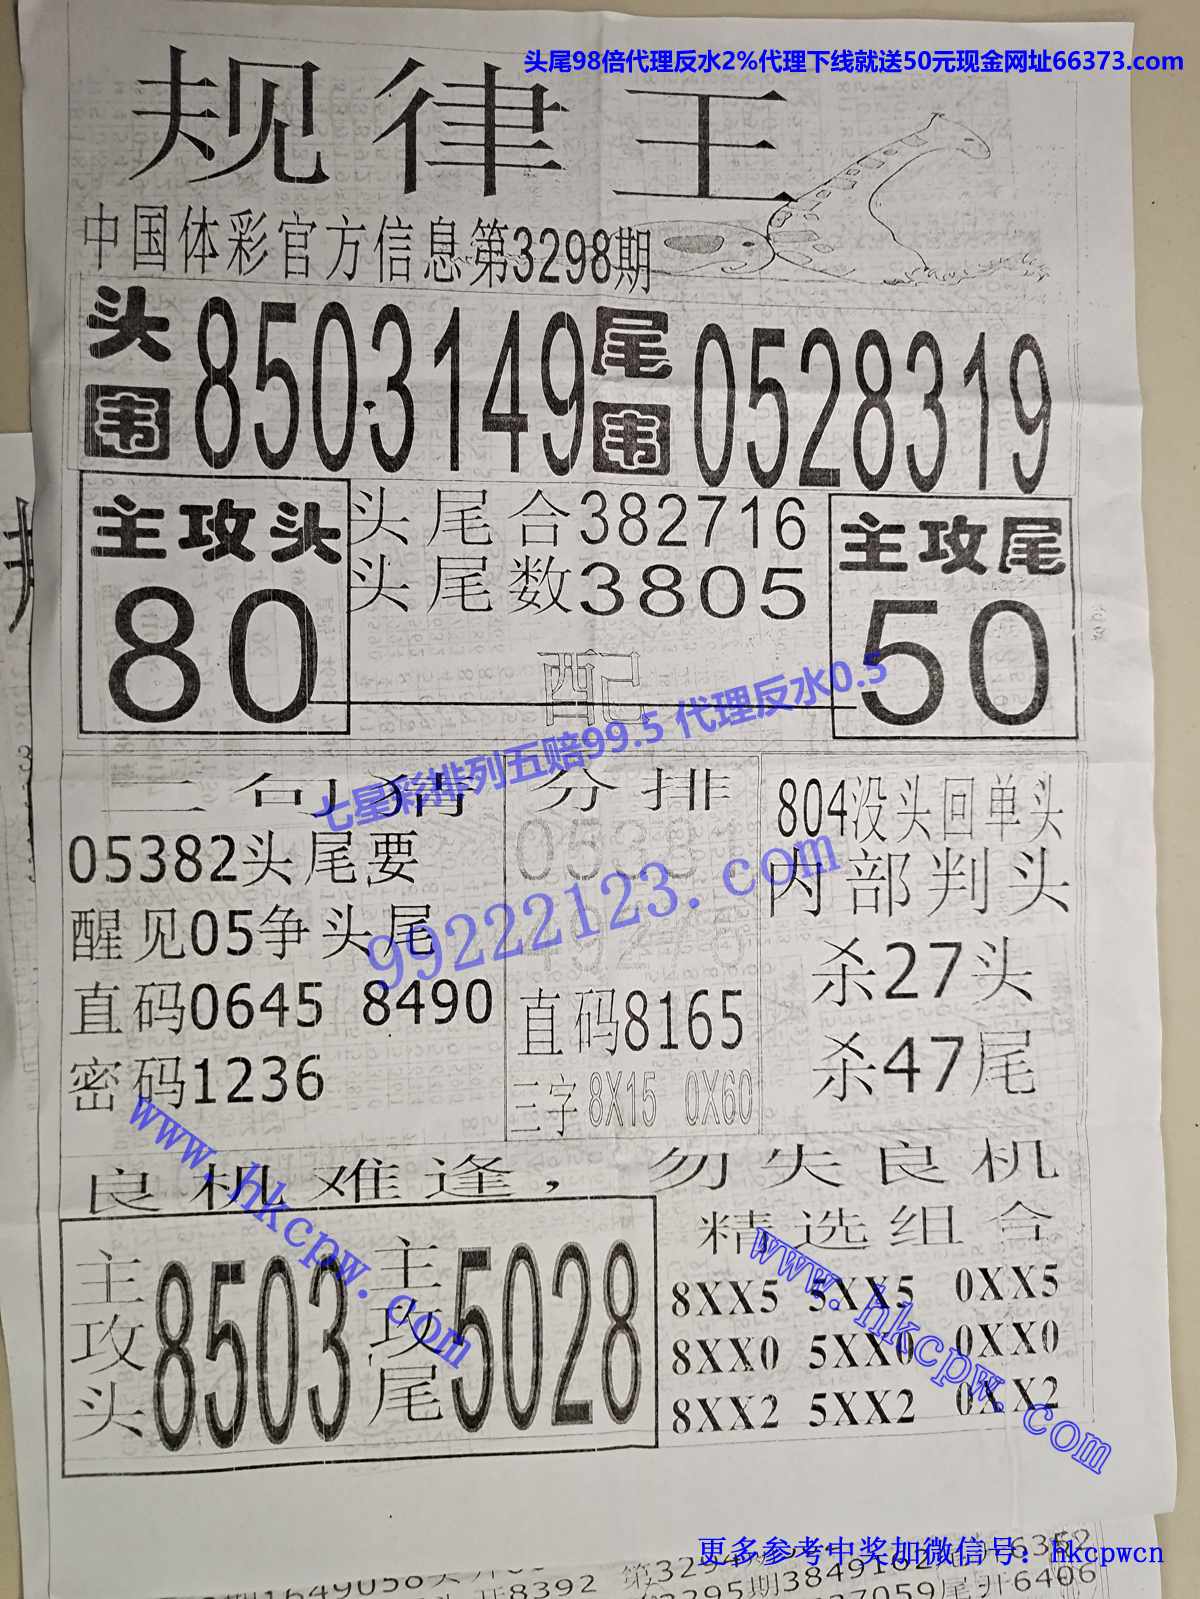 头尾98倍代理反水2%代理下线就送50元现金网址66373.com
规律王
中国体彩官方信息第3298期
头围 8503149 尾围 0528319
主攻头 头尾合382716 主攻尾
80 头尾数3805 50
配
七星彩排列五赔99.5 代理反水0.5
二句猜 分排 804没头回单头
05382头尾要 内部判头
醒见05争头尾
99222123.com
杀27头
直码0645 8490 直码8165
杀47尾
密码1236 三字 8X15 0X60
www.hkcpw.com
良机难逢，勿失良机
主攻头 8503 主攻尾 5028
精选组合
www.hkcpw.com
8XX5 5XX5 0XX5
8XX0 5XX0 0XX0
8XX2 5XX2 0XX2
更多参考中奖加微信号：hkcpwcn